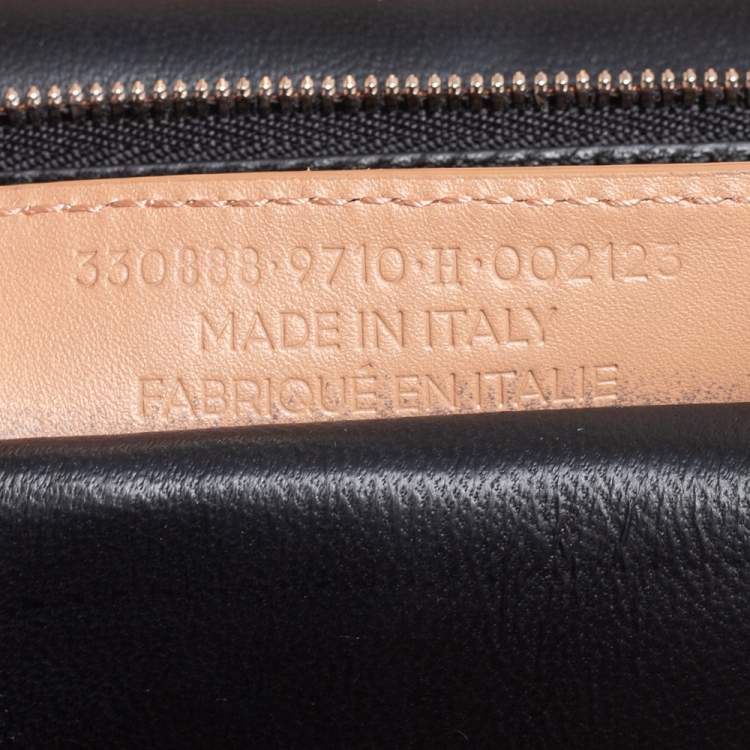 330888·9710·H·002123
MADE IN ITALY
FABRIQUÉ EN ITALIE